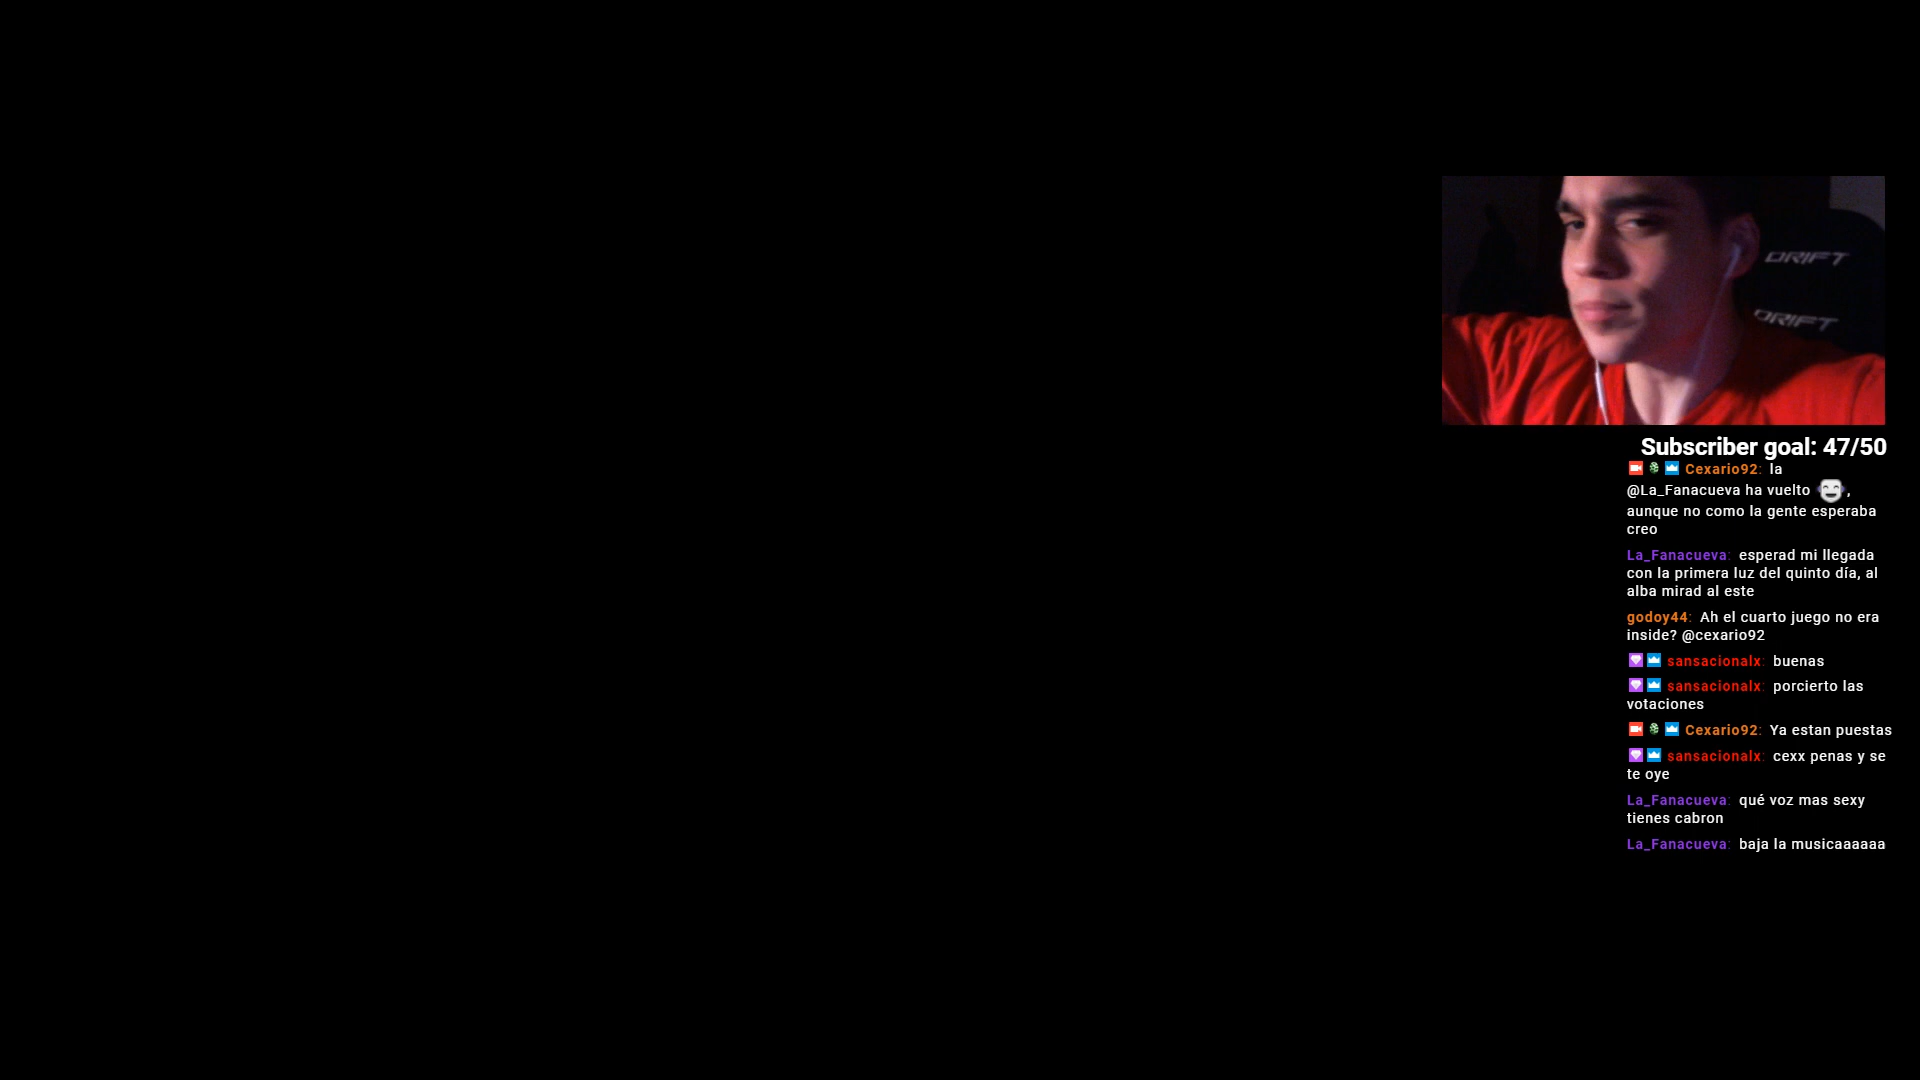 DRIFT
DRIFT
Subscriber goal: 47/50
Cexario92: la
@La_Fanacueva ha vuelto ,
aunque no como la gente esperaba
creo
La_Fanacueva: esperad mi llegada
con la primera luz del quinto día, al
alba mirad al este
godoy44: Ah el cuarto juego no era
inside? @cexario92
sansacionalx: buenas
sansacionalx: porcierto las
votaciones
Cexario92: Ya estan puestas
sansacionalx: cexx penas y se
te oye
La_Fanacueva: qué voz mas sexy
tienes cabron
La_Fanacueva: baja la musicaaaaaa